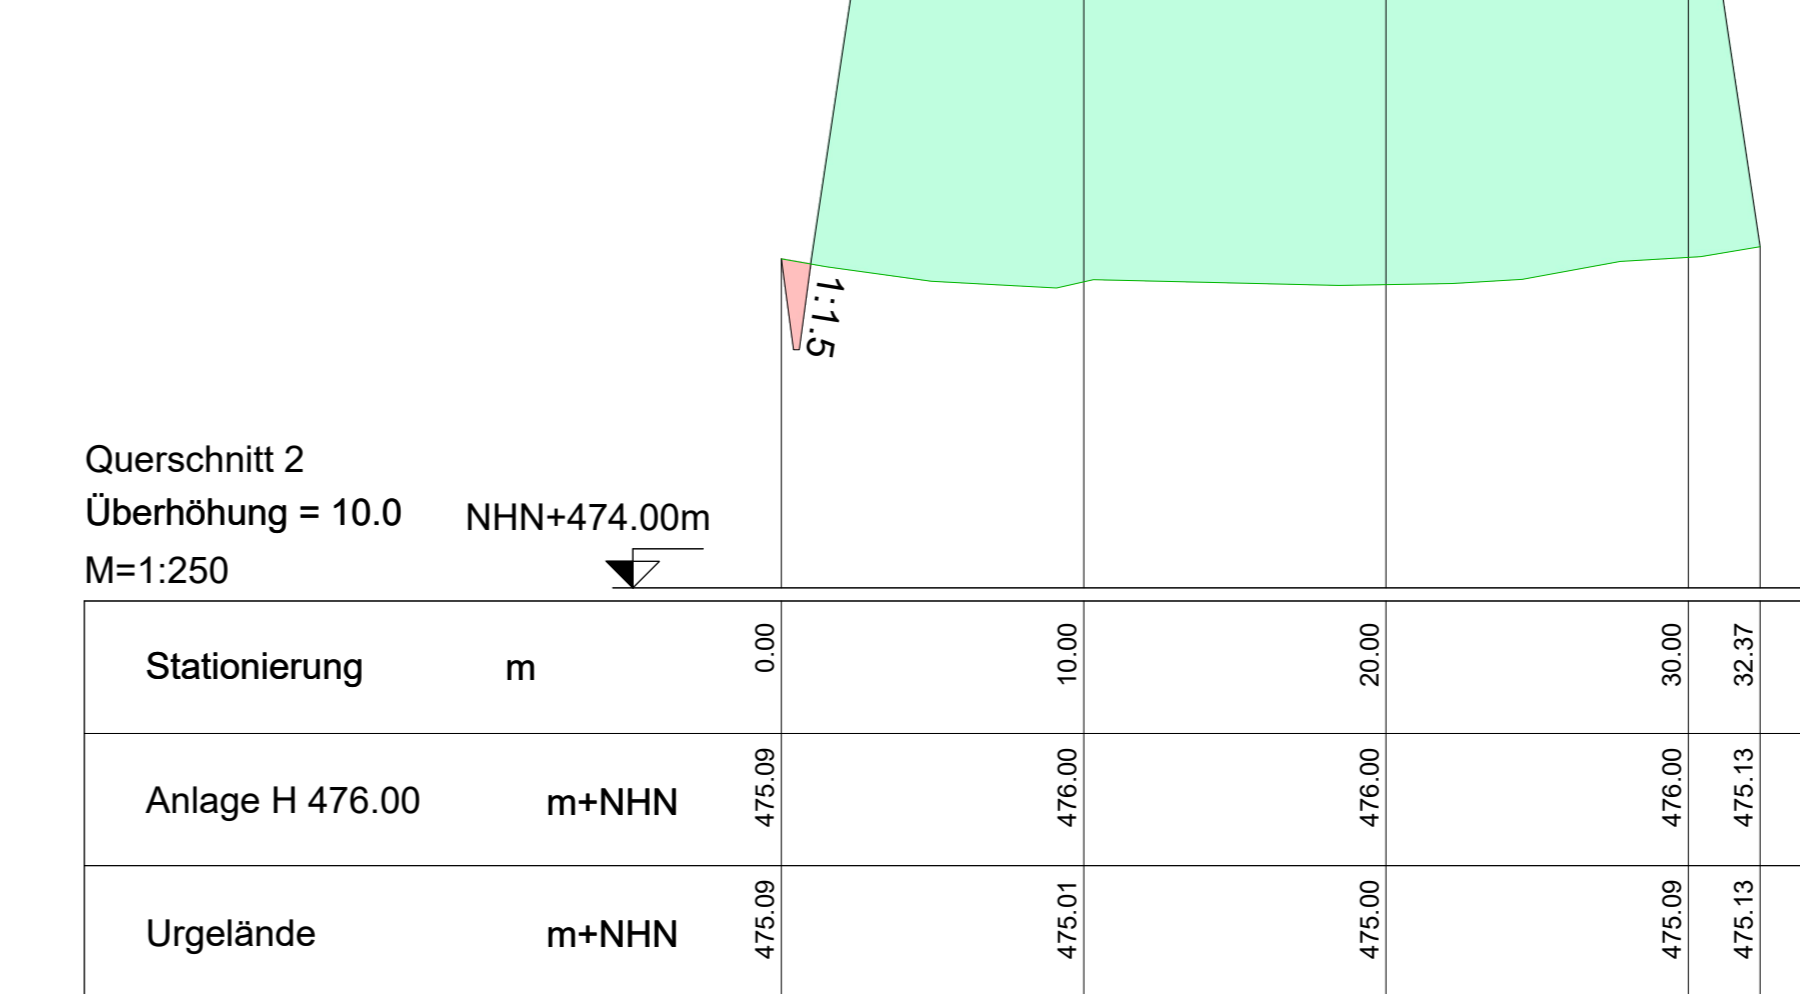 1:1.5
Querschnitt 2
Überhöhung = 10.0 NHN+474.00m
M=1:250
Stationierung m 0.00 10.00 20.00 30.00 32.37
Anlage H 476.00 m+NHN 475.09 476.00 476.00 476.00 475.13
Urgelände m+NHN 475.09 475.01 475.00 475.09 475.13